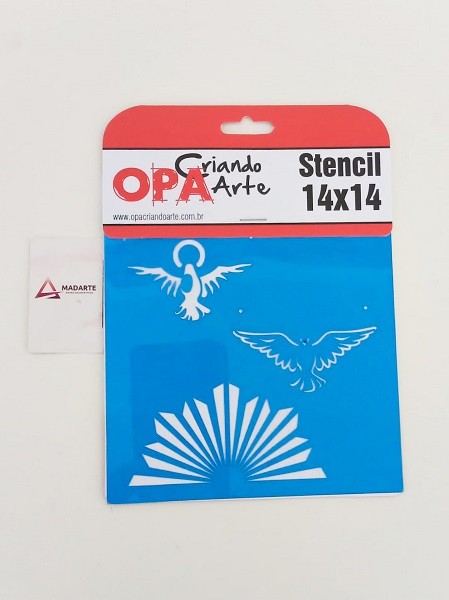 OPA Criando Arte
www.opacriandoarte.com.br
Stencil
14x14
MADARTE